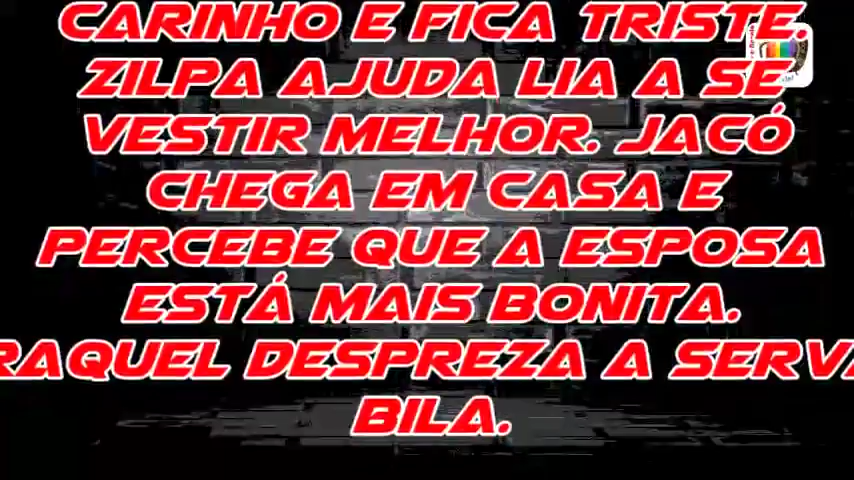 CARINHO E FICA TRISTE.
ZILPA AJUDA LIA A SE
VESTIR MELHOR. JACÓ
CHEGA EM CASA E
PERCEBE QUE A ESPOSA
ESTÁ MAIS BONITA.
RAQUEL DESPREZA A SERVA
BILA.